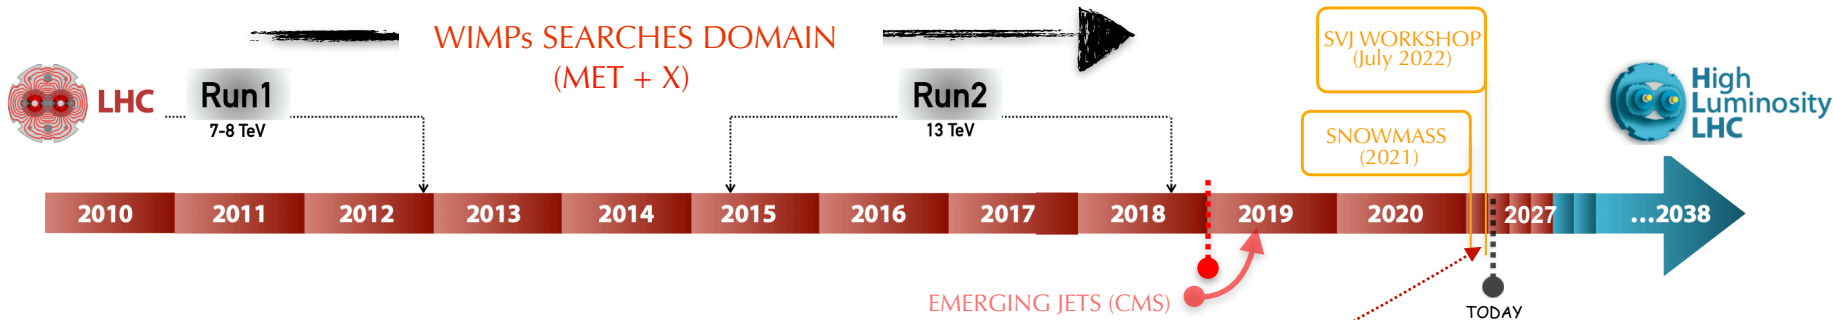 WIMPs SEARCHES DOMAIN
(MET + X)
SVJ WORKSHOP
(July 2022)
LHC
Run1
7-8 TeV
Run2
13 TeV
SNOWMASS
(2021)
High
Luminosity
LHC
2010 2011 2012 2013 2014 2015 2016 2017 2018 2019 2020 2027 ...2038
EMERGING JETS (CMS)
TODAY